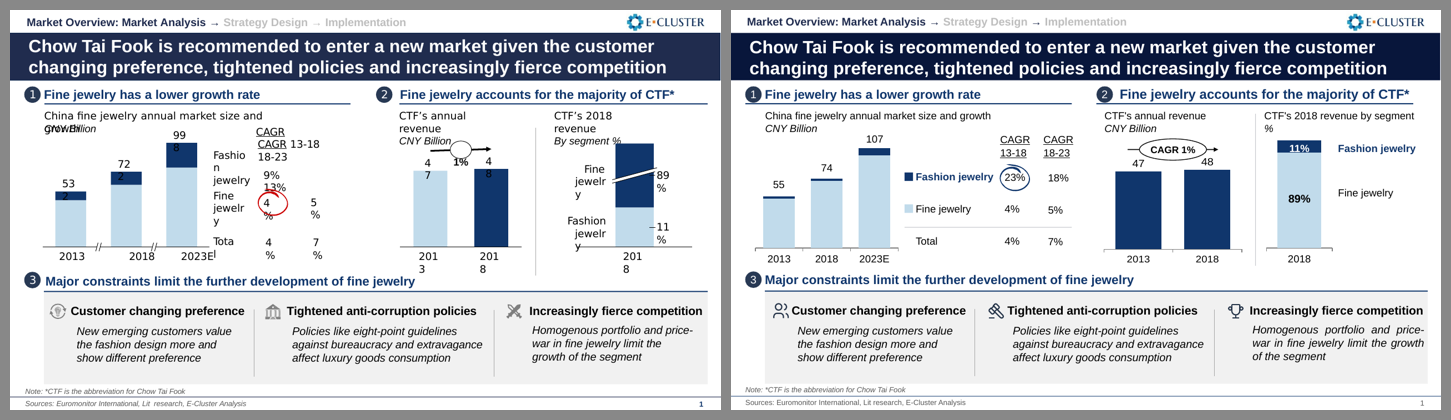 Market Overview: Market Analysis → Strategy Design → Implementation
E·CLUSTER
Chow Tai Fook is recommended to enter a new market given the customer
changing preference, tightened policies and increasingly fierce competition
1 Fine jewelry has a lower growth rate
China fine jewelry annual market size and
growth
CNY Billion
53
2
72
2
99
8
2013
2018
2023E
CAGR
CAGR 13-18
18-23
Fashio
n
jewelry
9%
13%
Fine
jewelr
y
4
%
5
%
Tota
l
4
%
7
%
2 Fine jewelry accounts for the majority of CTF*
CTF's annual
revenue
CNY Billion
1%
4
7
4
8
201
3
201
8
CTF's 2018
revenue
By segment %
Fine
jewelr
y
89
%
Fashion
jewelr
y
11
%
201
8
3 Major constraints limit the further development of fine jewelry
Customer changing preference
New emerging customers value
the fashion design more and
show different preference
Tightened anti-corruption policies
Policies like eight-point guidelines
against bureaucracy and extravagance
affect luxury goods consumption
Increasingly fierce competition
Homogenous portfolio and price-
war in fine jewelry limit the
growth of the segment
Note: *CTF is the abbreviation for Chow Tai Fook
Sources: Euromonitor International, Lit research, E-Cluster Analysis
1
Market Overview: Market Analysis → Strategy Design → Implementation
E·CLUSTER
Chow Tai Fook is recommended to enter a new market given the customer
changing preference, tightened policies and increasingly fierce competition
1 Fine jewelry has a lower growth rate
China fine jewelry annual market size and growth
CNY Billion
55
74
107
2013
2018
2023E
CAGR CAGR
13-18 18-23
Fashion jewelry 23% 18%
Fine jewelry 4% 5%
Total 4% 7%
2 Fine jewelry accounts for the majority of CTF*
CTF's annual revenue
CNY Billion
CAGR 1%
47
48
2013
2018
CTF's 2018 revenue by segment
%
11% Fashion jewelry
89% Fine jewelry
2018
3 Major constraints limit the further development of fine jewelry
Customer changing preference
New emerging customers value
the fashion design more and
show different preference
Tightened anti-corruption policies
Policies like eight-point guidelines
against bureaucracy and extravagance
affect luxury goods consumption
Increasingly fierce competition
Homogenous portfolio and price-
war in fine jewelry limit the growth
of the segment
Note: *CTF is the abbreviation for Chow Tai Fook
Sources: Euromonitor International, Lit research, E-Cluster Analysis
1